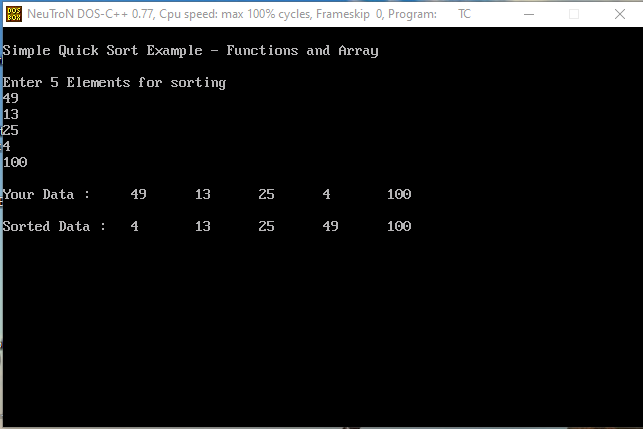 DOS BOX NeuTroN DOS-C++ 0.77, Cpu speed: max 100% cycles, Frameskip 0, Program: TC
Simple Quick Sort Example - Functions and Array
Enter 5 Elements for sorting
49
13
25
4
100
Your Data : 49 13 25 4 100
Sorted Data : 4 13 25 49 100